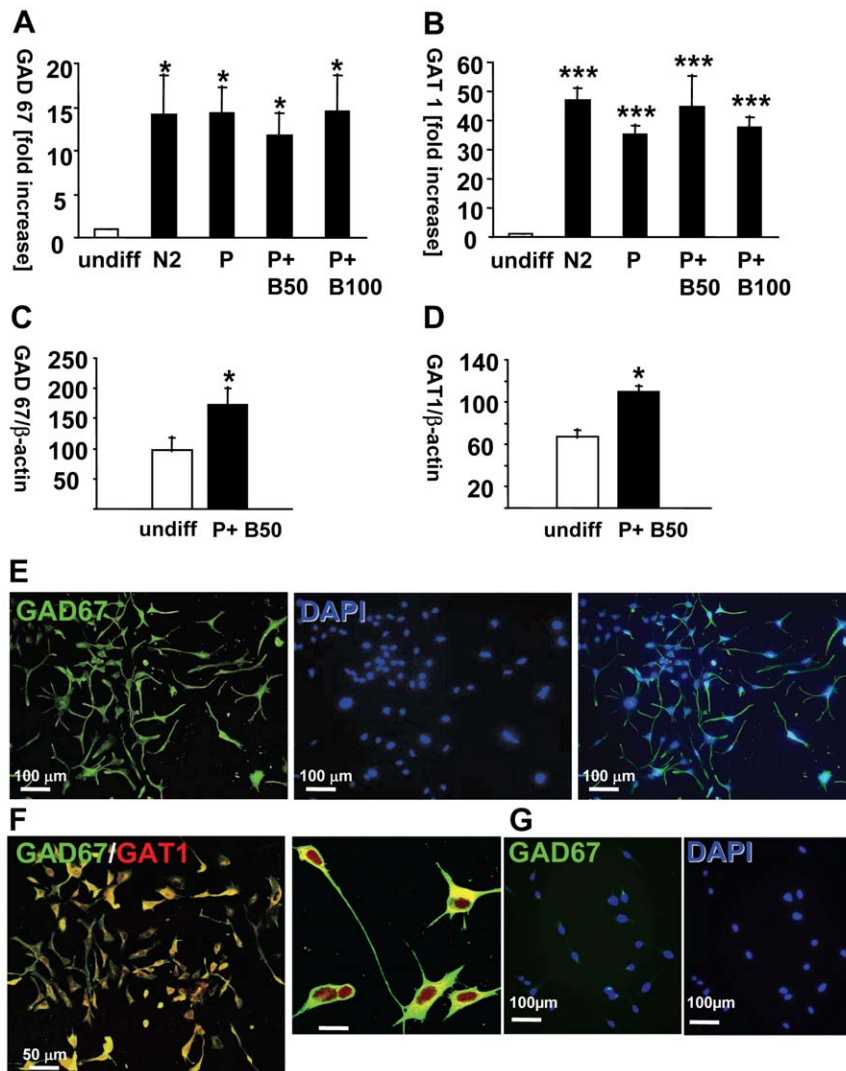 A
GAD 67 [fold increase]
20
15
10
5
0
* * * *
undiff N2 P P+ B50 P+ B100
B
GAT 1 [fold increase]
60
50
40
30
20
10
0
*** *** *** ***
undiff N2 P P+ B50 P+ B100
C
GAD 67/β-actin
250
200
150
100
50
*
undiff P+ B50
D
GAT1/β-actin
140
100
60
20
*
undiff P+ B50
E
GAD67 DAPI
100 µm 100 µm 100 µm
F
GAD67/GAT1
50 µm
G
GAD67 DAPI
100µm 100µm